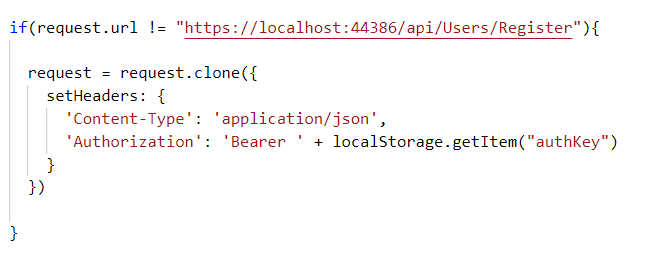 if(request.url != "https://localhost:44386/api/Users/Register"){
request = request.clone({
setHeaders: {
'Content-Type': 'application/json',
'Authorization': 'Bearer ' + localStorage.getItem("authKey")
}
})
}